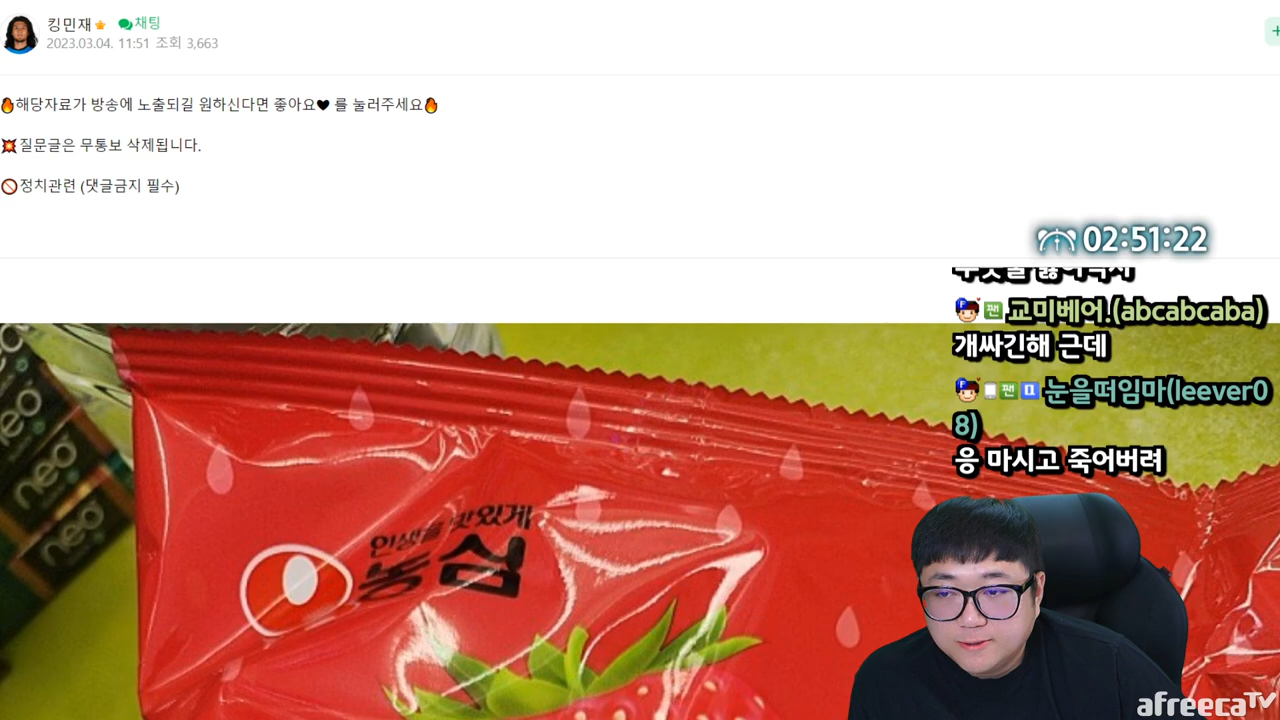 킹민재 채팅
2023.03.04. 11:51 조회 3,663
해당자료가 방송에 노출되길 원하신다면 좋아요 를 눌러주세요
질문글은 무통보 삭제됩니다.
정치관련 (댓글금지 필수)
02:51:22
팬 교미베어.(abcabcaba)
개싸긴해 근데
팬 눈을떠임마(leever0
8)
응 마시고 죽어버려
인생을 맛있게
농심
neo
neo
neo
afreecaTV